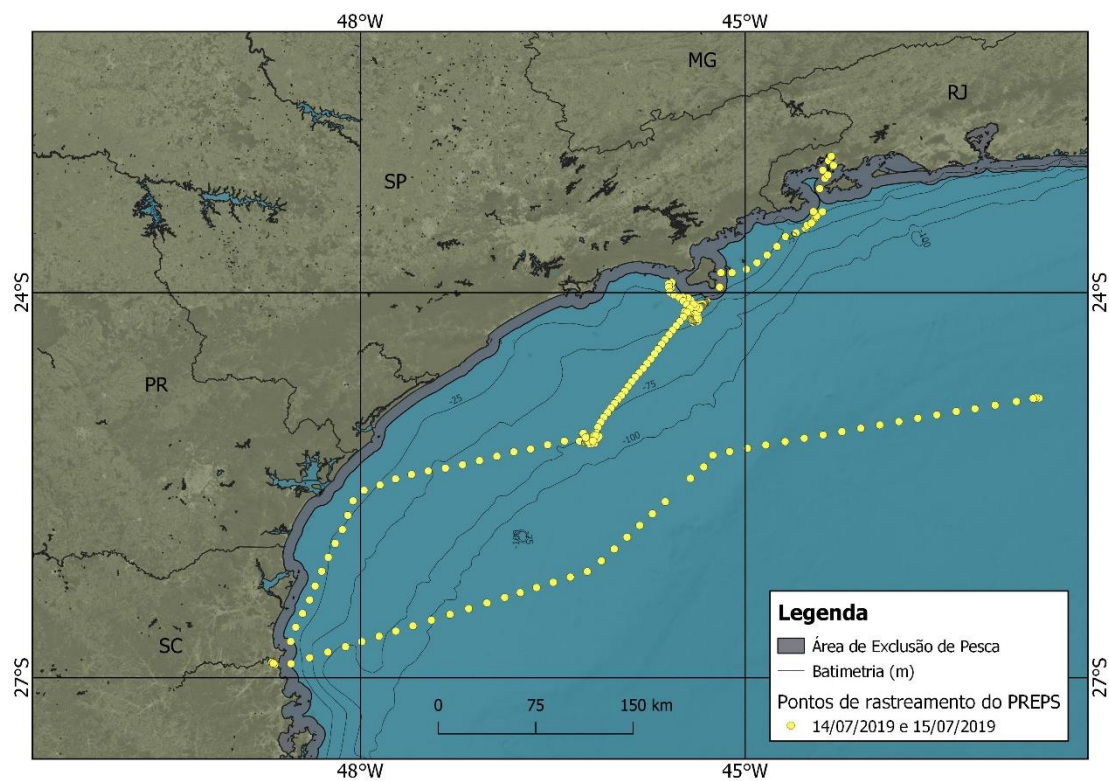 48°W 45°W
MG
RJ
SP
24°S 24°S
PR
-25
-75
-100
SC
27°S 27°S
0 75 150 km
Legenda
Área de Exclusão de Pesca
Batimetria (m)
Pontos de rastreamento do PREPS
14/07/2019 e 15/07/2019
48°W 45°W